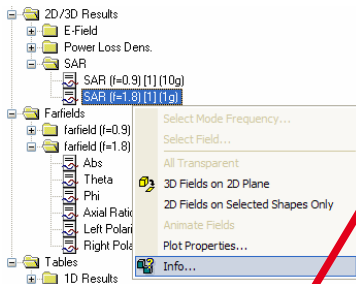 2D/3D Results
E-Field
Power Loss Dens.
SAR
SAR (f=0.9) [1] (10g)
SAR (f=1.8) [1] (1g)
Farfields
farfield (f=0.9)
farfield (f=1.8)
Abs
Theta
Phi
Axial Ratio
Left Polari
Right Pola
Tables
1D Results
Select Mode Frequency...
Select Field...
All Transparent
3D Fields on 2D Plane
2D Fields on Selected Shapes Only
Animate Fields
Plot Properties...
Info...